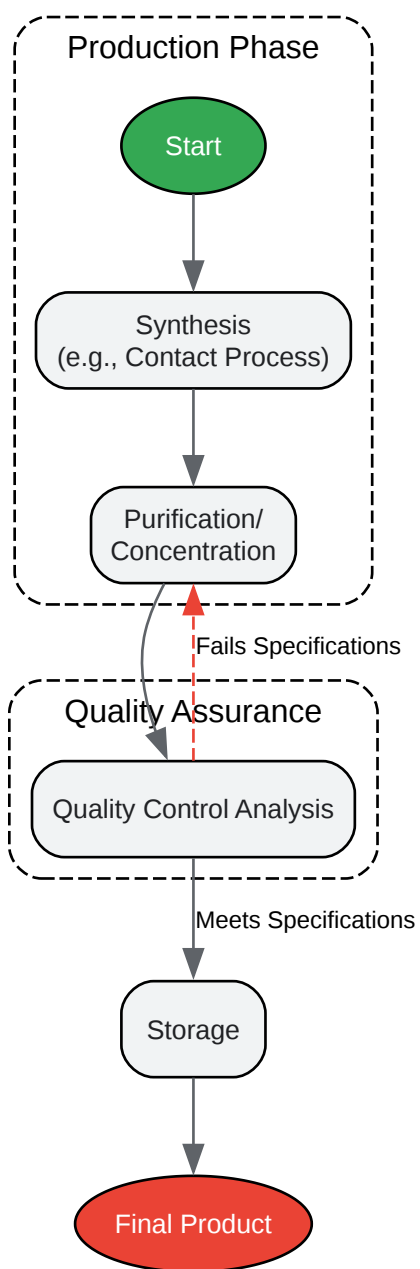 Production Phase
Start
Synthesis
(e.g., Contact Process)
Purification/
Concentration
Fails Specifications
Quality Assurance
Quality Control Analysis
Meets Specifications
Storage
Final Product